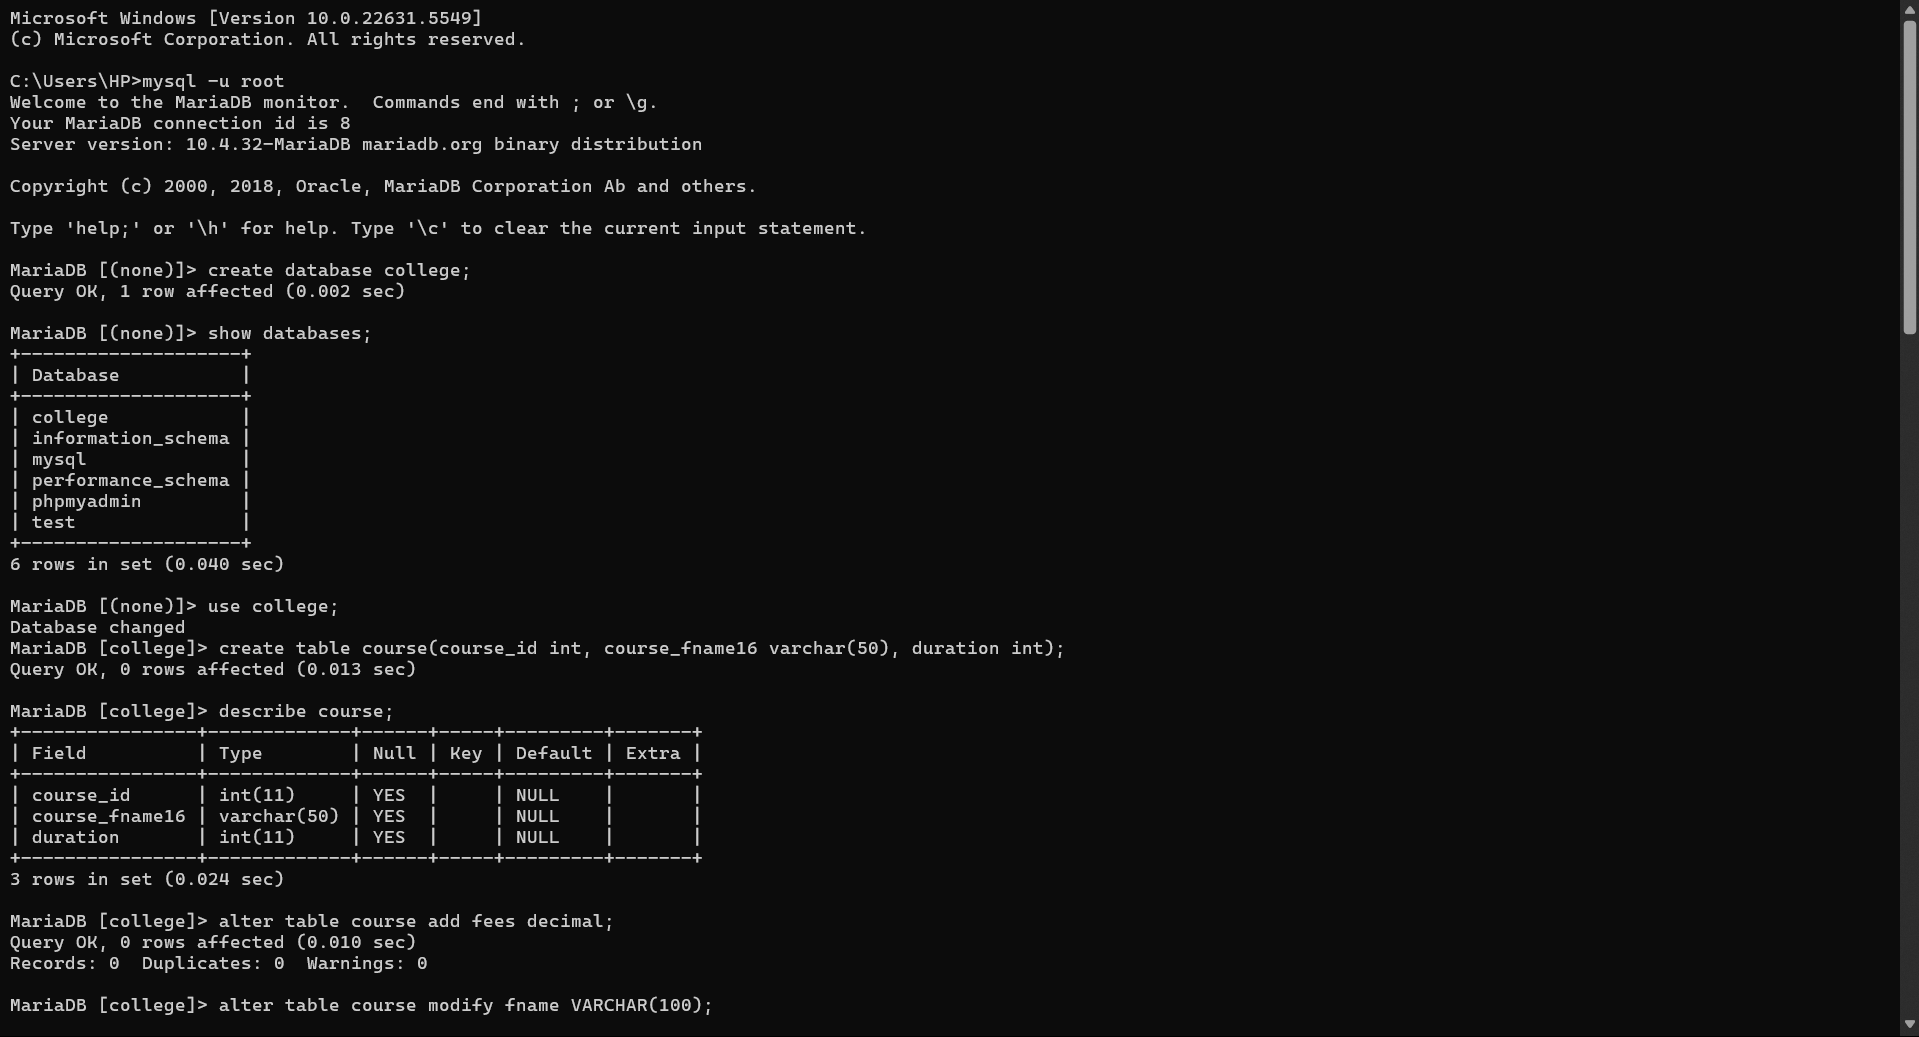 Microsoft Windows [Version 10.0.22631.5549]
(c) Microsoft Corporation. All rights reserved.
C:\Users\HP>mysql -u root
Welcome to the MariaDB monitor.  Commands end with ; or \g.
Your MariaDB connection id is 8
Server version: 10.4.32-MariaDB mariadb.org binary distribution
Copyright (c) 2000, 2018, Oracle, MariaDB Corporation Ab and others.
Type 'help;' or '\h' for help. Type '\c' to clear the current input statement.
MariaDB [(none)]> create database college;
Query OK, 1 row affected (0.002 sec)
MariaDB [(none)]> show databases;
+--------------------+
| Database           |
+--------------------+
| college            |
| information_schema |
| mysql              |
| performance_schema |
| phpmyadmin         |
| test               |
+--------------------+
6 rows in set (0.040 sec)
MariaDB [(none)]> use college;
Database changed
MariaDB [college]> create table course(course_id int, course_fname16 varchar(50), duration int);
Query OK, 0 rows affected (0.013 sec)
MariaDB [college]> describe course;
+----------------+-------------+------+-----+---------+-------+
| Field          | Type        | Null | Key | Default | Extra |
+----------------+-------------+------+-----+---------+-------+
| course_id      | int(11)     | YES  |     | NULL    |       |
| course_fname16 | varchar(50) | YES  |     | NULL    |       |
| duration       | int(11)     | YES  |     | NULL    |       |
+----------------+-------------+------+-----+---------+-------+
3 rows in set (0.024 sec)
MariaDB [college]> alter table course add fees decimal;
Query OK, 0 rows affected (0.010 sec)
Records: 0  Duplicates: 0  Warnings: 0
MariaDB [college]> alter table course modify fname VARCHAR(100);